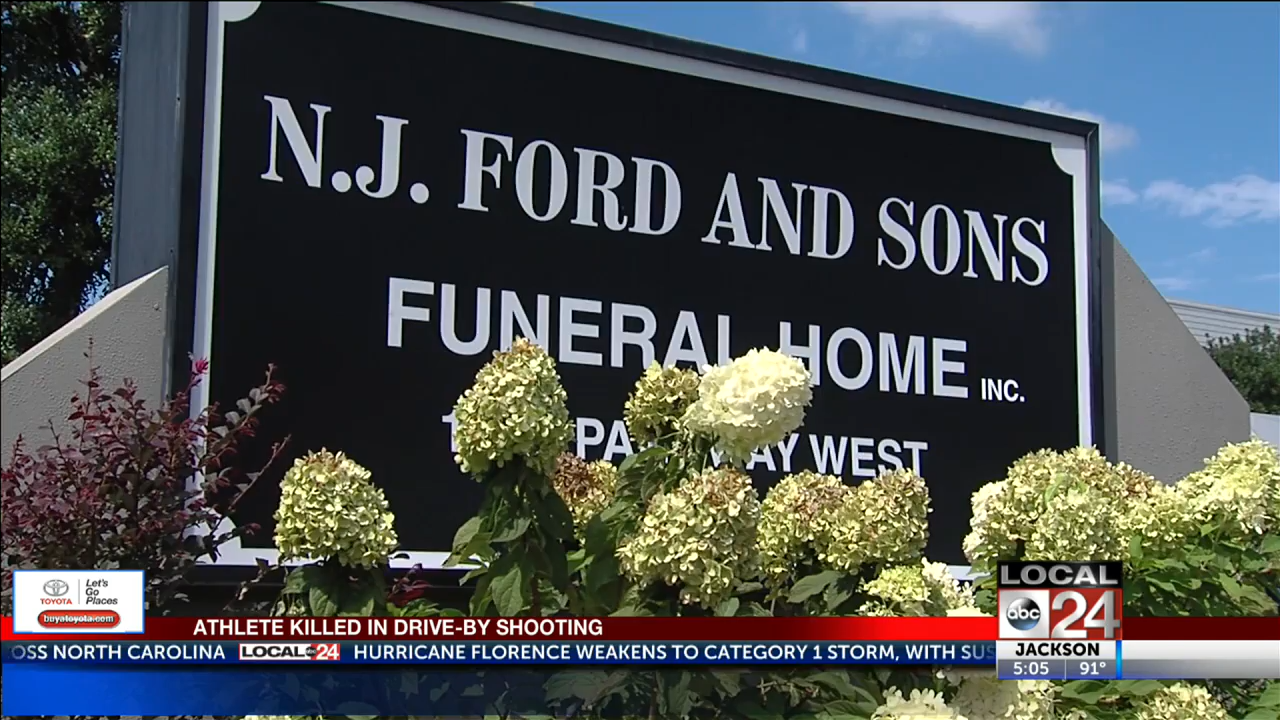 N.J. FORD AND SONS
FUNERAL HOME INC.
WEST
TOYOTA
Let's
Go
Places
buyatoyota.com
ATHLETE KILLED IN DRIVE-BY SHOOTING
OSS NORTH CAROLINA LOCAL 24 HURRICANE FLORENCE WEAKENS TO CATEGORY 1 STORM, WITH SUS
LOCAL
abc 24
JACKSON
5:05 91°